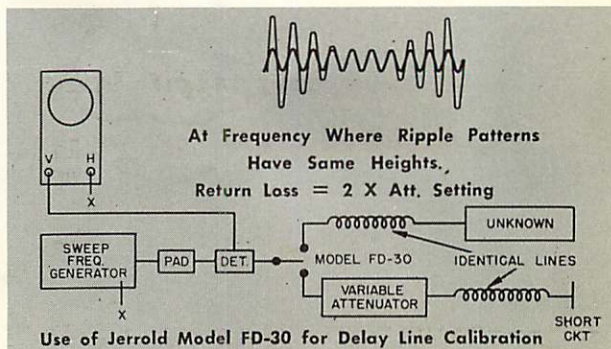 At Frequency Where Ripple Patterns
Have Same Heights.,
Return Loss = 2 X Att. Setting
V H
X
UNKNOWN
SWEEP
FREQ.
GENERATOR
PAD
DET.
MODEL FD-30
IDENTICAL LINES
VARIABLE
ATTENUATOR
X
SHORT
CKT
Use of Jerrold Model FD-30 for Delay Line Calibration